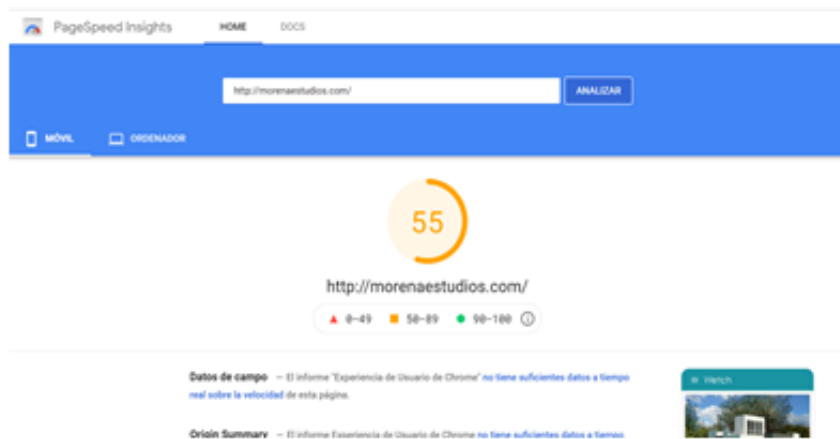 PageSpeed Insights HOME DOCS
http://morenaestudios.com/ ANALIZAR
MÓVIL ORDENADOR
55
http://morenaestudios.com/
0-49 50-89 90-100
Datos de campo — El informe "Experiencia de Usuario de Chrome" no tiene suficientes datos a tiempo
real sobre la velocidad de esta página.
Origin Summary — El informe Experiencia de Usuario de Chrome no tiene suficientes datos a tiempo